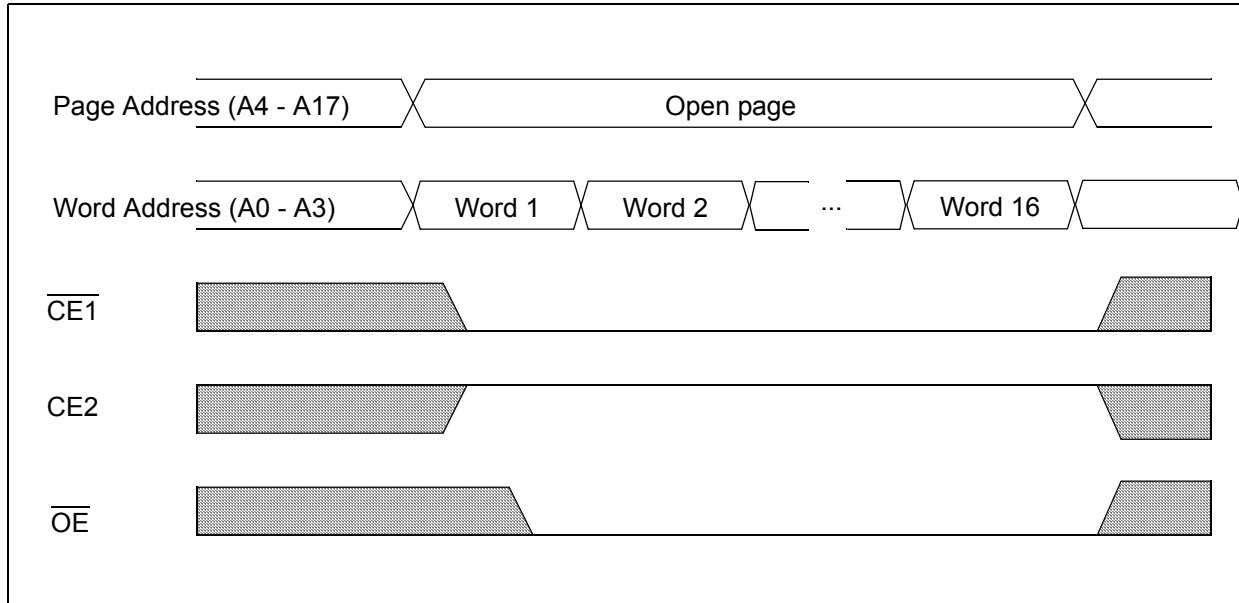 Page Address (A4 - A17)
Open page
Word Address (A0 - A3)
Word 1
Word 2
...
Word 16
CE1
CE2
OE